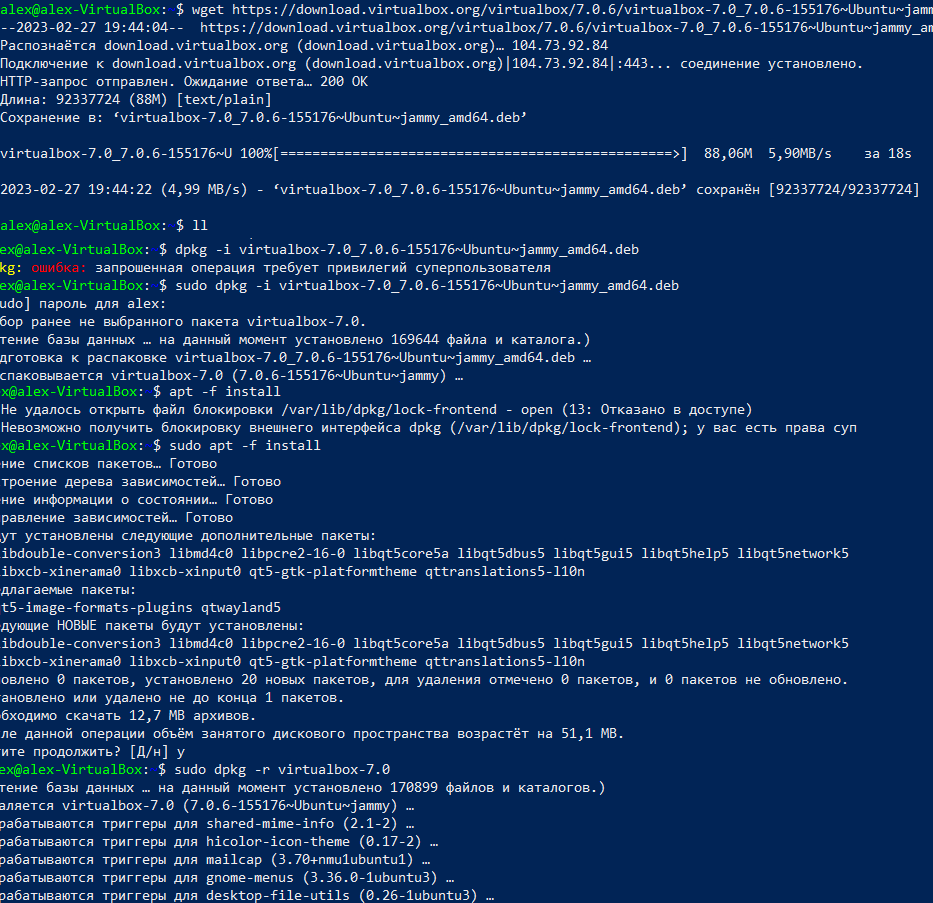 alex@alex-VirtualBox:~$ wget https://download.virtualbox.org/virtualbox/7.0.6/virtualbox-7.0_7.0.6-155176~Ubuntu~jamm
--2023-02-27 19:44:04-- https://download.virtualbox.org/virtualbox/7.0.6/virtualbox-7.0_7.0.6-155176~Ubuntu~jammy_am
Распознаётся download.virtualbox.org (download.virtualbox.org)… 104.73.92.84
Подключение к download.virtualbox.org (download.virtualbox.org)|104.73.92.84|:443... соединение установлено.
HTTP-запрос отправлен. Ожидание ответа… 200 OK
Длина: 92337724 (88M) [text/plain]
Сохранение в: ‘virtualbox-7.0_7.0.6-155176~Ubuntu~jammy_amd64.deb’
virtualbox-7.0_7.0.6-155176~U 100%[=================================================>] 88,06M 5,90MB/s за 18s
2023-02-27 19:44:22 (4,99 MB/s) - ‘virtualbox-7.0_7.0.6-155176~Ubuntu~jammy_amd64.deb’ сохранён [92337724/92337724]
alex@alex-VirtualBox:~$ ll
ex@alex-VirtualBox:~$ dpkg -i virtualbox-7.0_7.0.6-155176~Ubuntu~jammy_amd64.deb
kg: ошибка: запрошенная операция требует привилегий суперпользователя
ex@alex-VirtualBox:~$ sudo dpkg -i virtualbox-7.0_7.0.6-155176~Ubuntu~jammy_amd64.deb
udo] пароль для alex:
бор ранее не выбранного пакета virtualbox-7.0.
тение базы данных … на данный момент установлено 169644 файла и каталога.)
дготовка к распаковке virtualbox-7.0_7.0.6-155176~Ubuntu~jammy_amd64.deb …
спаковывается virtualbox-7.0 (7.0.6-155176~Ubuntu~jammy) …
x@alex-VirtualBox:~$ apt -f install
Не удалось открыть файл блокировки /var/lib/dpkg/lock-frontend - open (13: Отказано в доступе)
Невозможно получить блокировку внешнего интерфейса dpkg (/var/lib/dpkg/lock-frontend); у вас есть права суп
x@alex-VirtualBox:~$ sudo apt -f install
ние списков пакетов… Готово
троение дерева зависимостей… Готово
ние информации о состоянии… Готово
равление зависимостей… Готово
ут установлены следующие дополнительные пакеты:
ibdouble-conversion3 libmd4c0 libpcre2-16-0 libqt5core5a libqt5dbus5 libqt5gui5 libqt5help5 libqt5network5
ibxcb-xinerama0 libxcb-xinput0 qt5-gtk-platformtheme qttranslations5-l10n
едлагаемые пакеты:
t5-image-formats-plugins qtwayland5
едующие НОВЫЕ пакеты будут установлены:
ibdouble-conversion3 libmd4c0 libpcre2-16-0 libqt5core5a libqt5dbus5 libqt5gui5 libqt5help5 libqt5network5
ibxcb-xinerama0 libxcb-xinput0 qt5-gtk-platformtheme qttranslations5-l10n
овлено 0 пакетов, установлено 20 новых пакетов, для удаления отмечено 0 пакетов, и 0 пакетов не обновлено.
ановлено или удалено не до конца 1 пакетов.
бходимо скачать 12,7 MB архивов.
ле данной операции объём занятого дискового пространства возрастёт на 51,1 MB.
ите продолжить? [Д/н] y
ex@alex-VirtualBox:~$ sudo dpkg -r virtualbox-7.0
тение базы данных … на данный момент установлено 170899 файлов и каталогов.)
аляется virtualbox-7.0 (7.0.6-155176~Ubuntu~jammy) …
рабатываются триггеры для shared-mime-info (2.1-2) …
рабатываются триггеры для hicolor-icon-theme (0.17-2) …
рабатываются триггеры для mailcap (3.70+nmu1ubuntu1) …
рабатываются триггеры для gnome-menus (3.36.0-1ubuntu3) …
рабатываются триггеры для desktop-file-utils (0.26-1ubuntu3) …